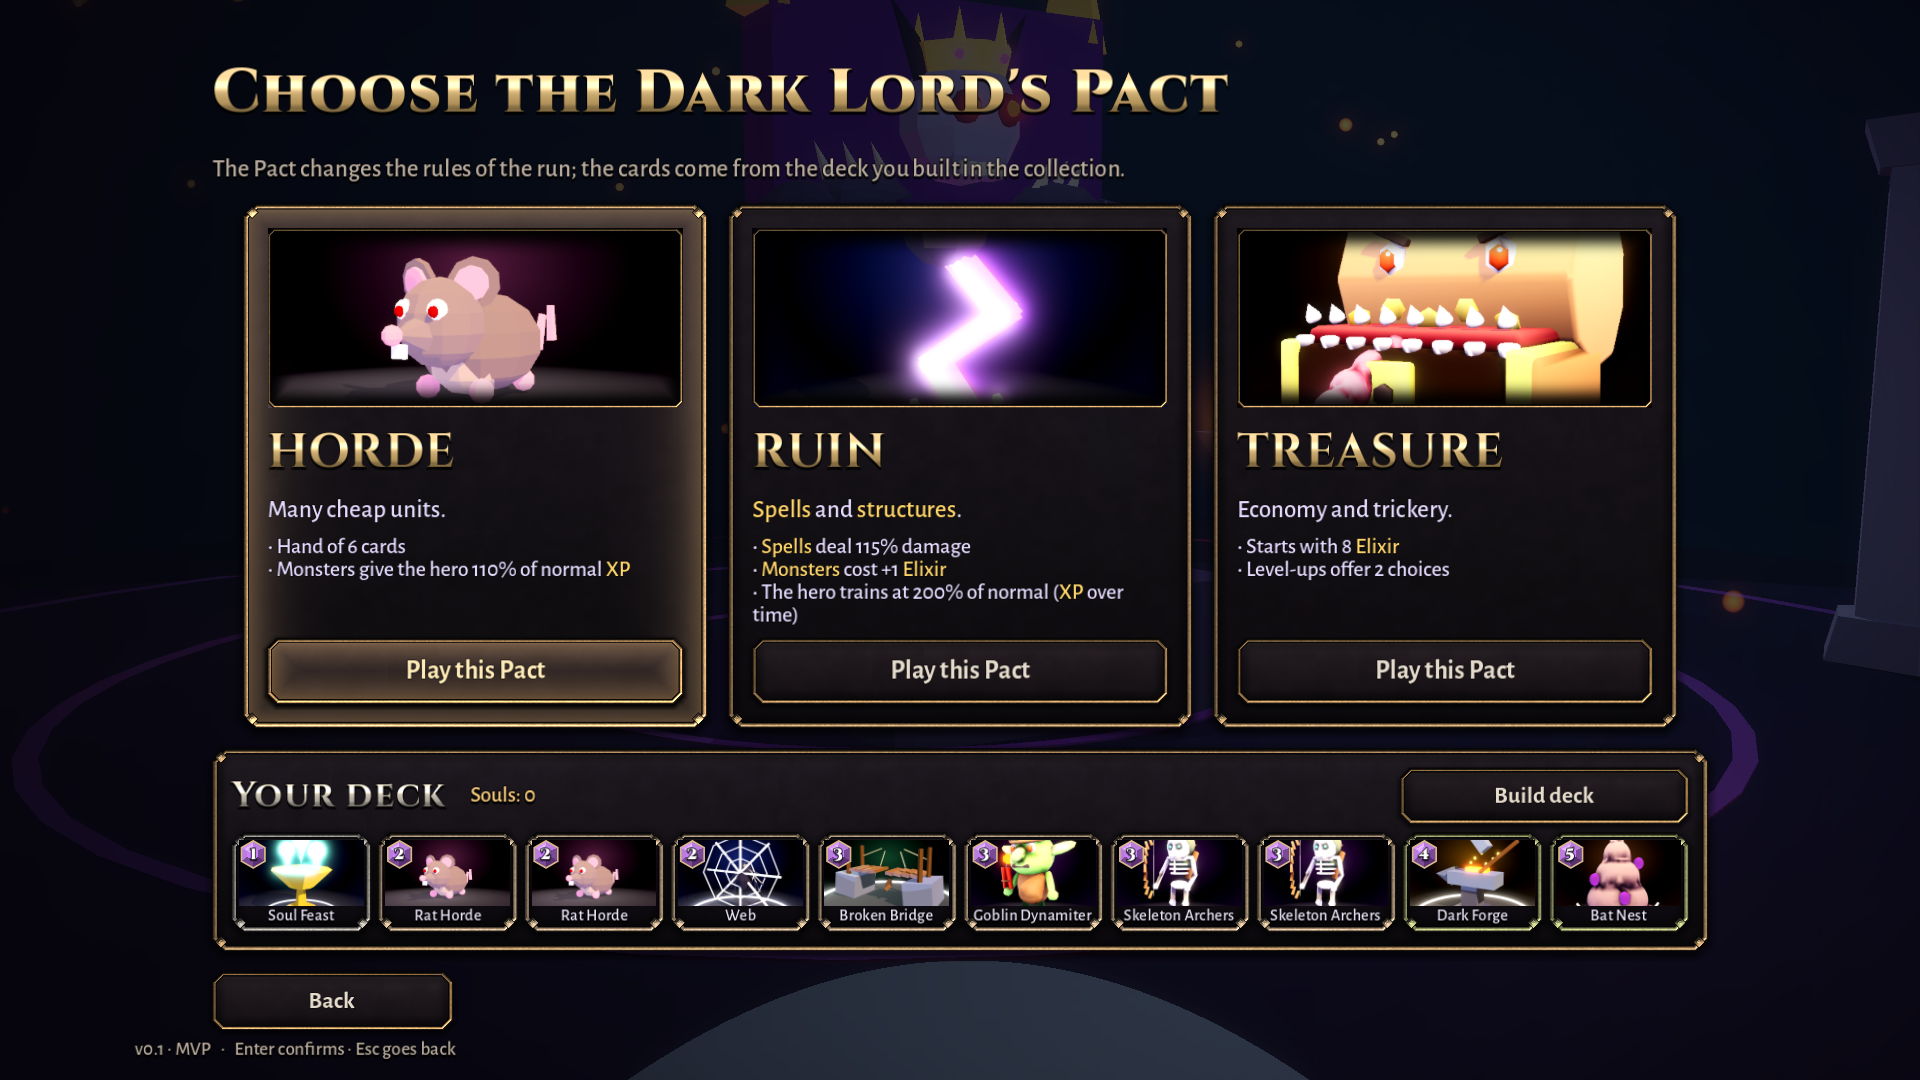 Choose the Dark Lord's Pact
The Pact changes the rules of the run; the cards come from the deck you built in the collection.
HORDE
Many cheap units.
· Hand of 6 cards
· Monsters give the hero 110% of normal XP
Play this Pact
RUIN
Spells and structures.
· Spells deal 115% damage
· Monsters cost +1 Elixir
· The hero trains at 200% of normal (XP over
time)
Play this Pact
TREASURE
Economy and trickery.
· Starts with 8 Elixir
· Level-ups offer 2 choices
Play this Pact
Your deck
Souls: 0
Build deck
1
Soul Feast
2
Rat Horde
2
Rat Horde
2
Web
3
Broken Bridge
3
Goblin Dynamiter
3
Skeleton Archers
3
Skeleton Archers
4
Dark Forge
5
Bat Nest
Back
v0.1 · MVP · Enter confirms · Esc goes back